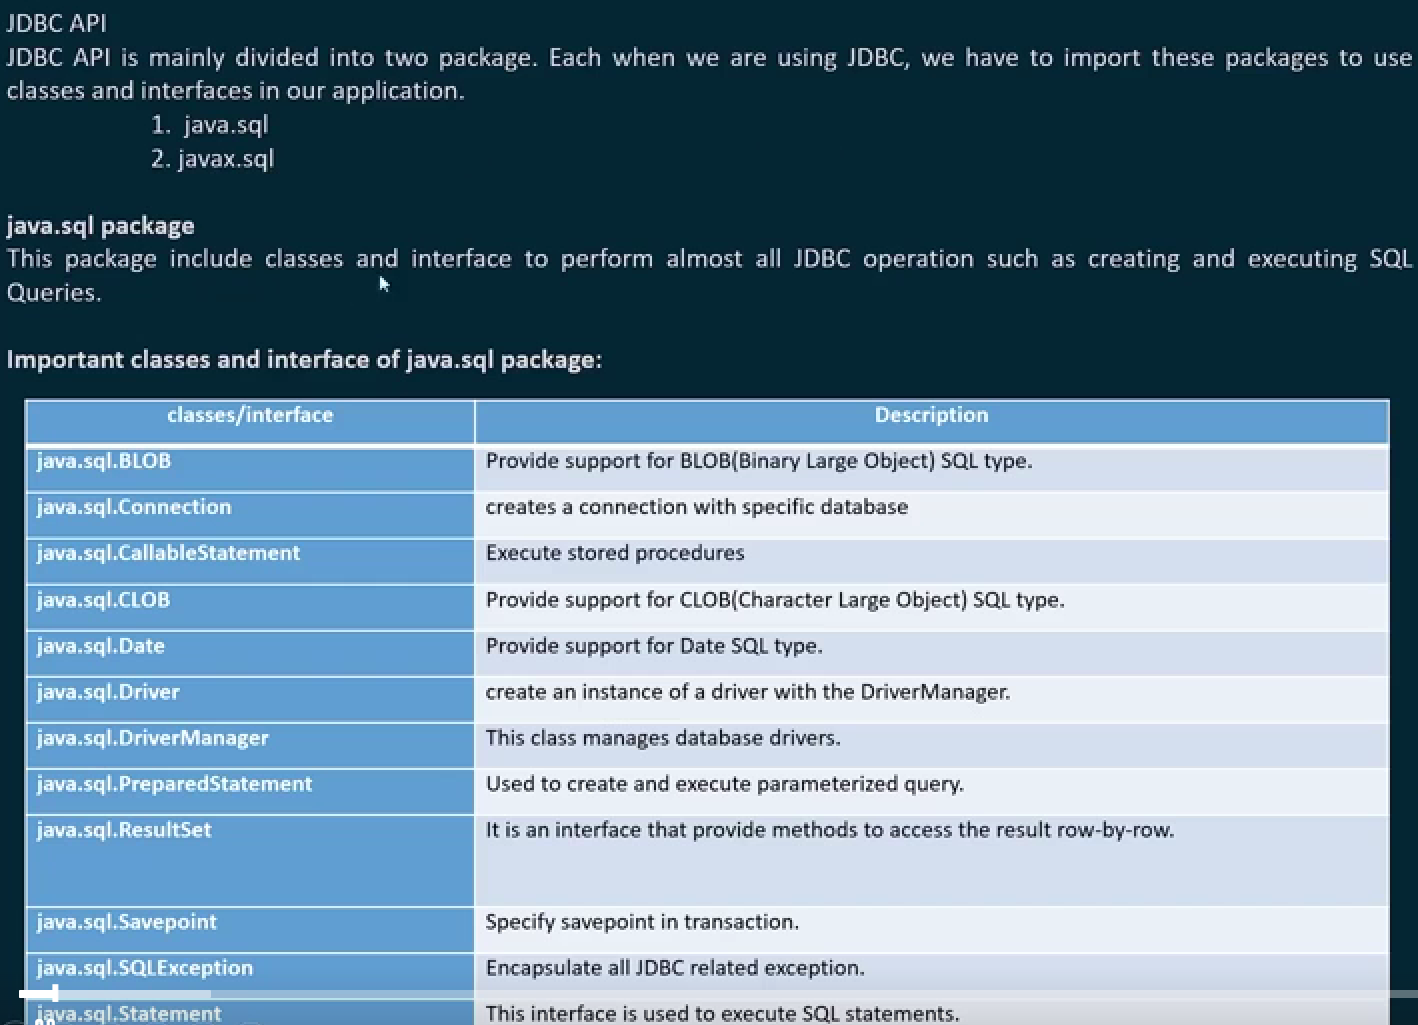 JDBC API
JDBC API is mainly divided into two package. Each when we are using JDBC, we have to import these packages to use
classes and interfaces in our application.
1. java.sql
2. javax.sql
java.sql package
This package include classes and interface to perform almost all JDBC operation such as creating and executing SQL
Queries.
Important classes and interface of java.sql package:
classes/interface Description
java.sql.BLOB Provide support for BLOB(Binary Large Object) SQL type.
java.sql.Connection creates a connection with specific database
java.sql.CallableStatement Execute stored procedures
java.sql.CLOB Provide support for CLOB(Character Large Object) SQL type.
java.sql.Date Provide support for Date SQL type.
java.sql.Driver create an instance of a driver with the DriverManager.
java.sql.DriverManager This class manages database drivers.
java.sql.PreparedStatement Used to create and execute parameterized query.
java.sql.ResultSet It is an interface that provide methods to access the result row-by-row.
java.sql.Savepoint Specify savepoint in transaction.
java.sql.SQLException Encapsulate all JDBC related exception.
java.sql.Statement This interface is used to execute SQL statements.